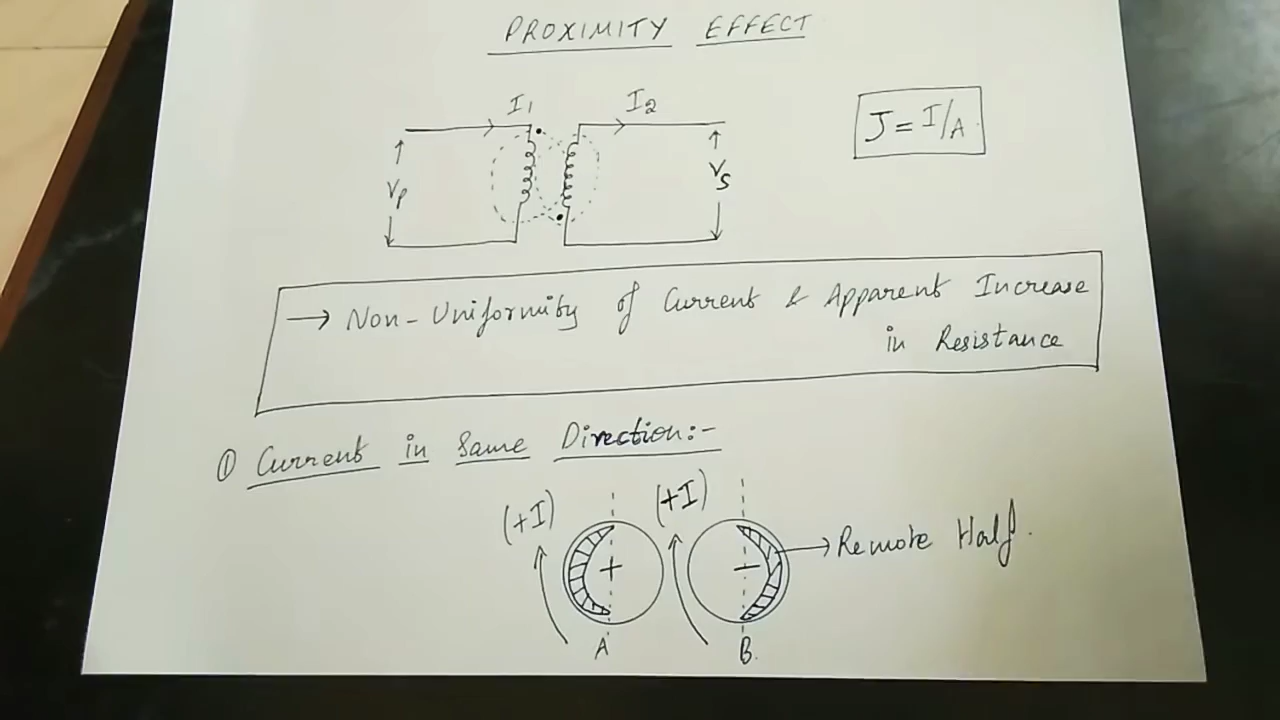 PROXIMITY EFFECT
I1 I2
J = I/A
Vp Vs
→ Non-Uniformity of Current & Apparent Increase
in Resistance
① Current in Same Direction:-
(+I) (+I)
→ Remote Half.
+ +
A B.